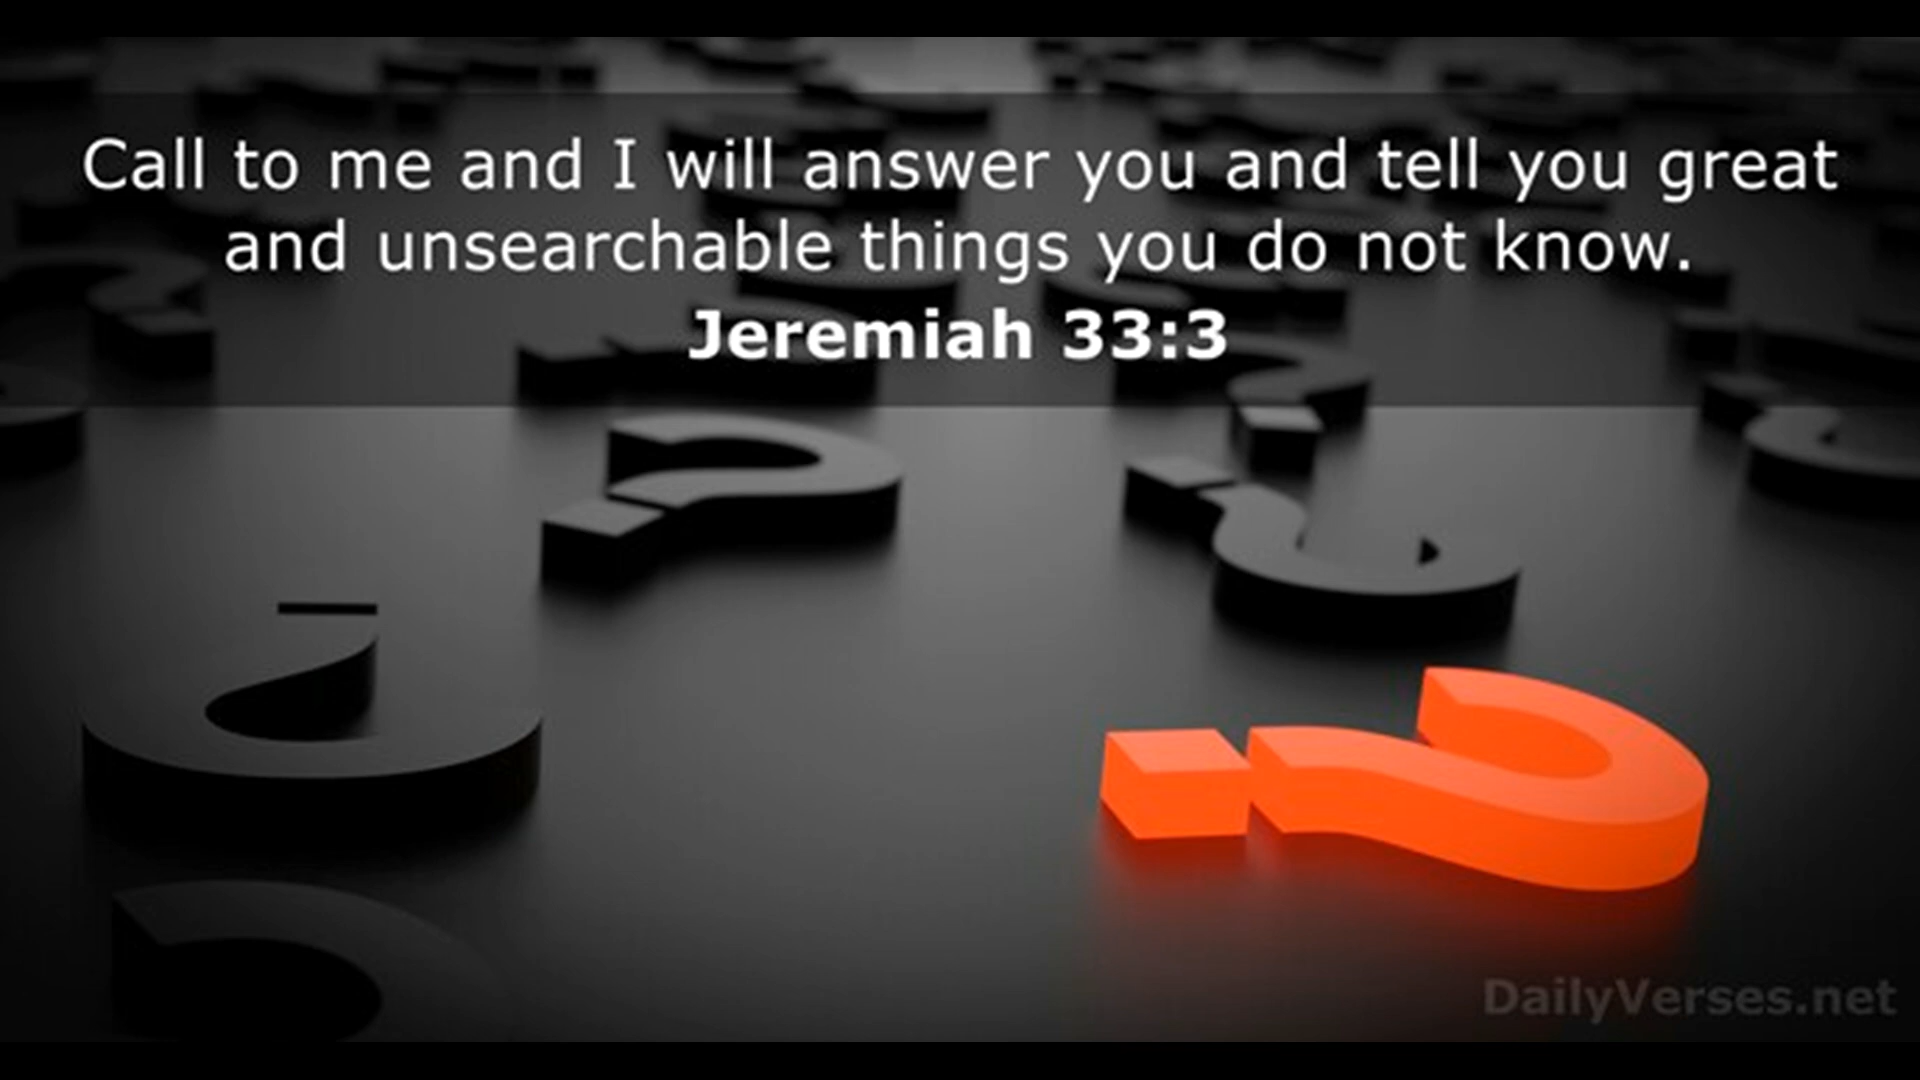 Call to me and I will answer you and tell you great
and unsearchable things you do not know.
Jeremiah 33:3
DailyVerses.net